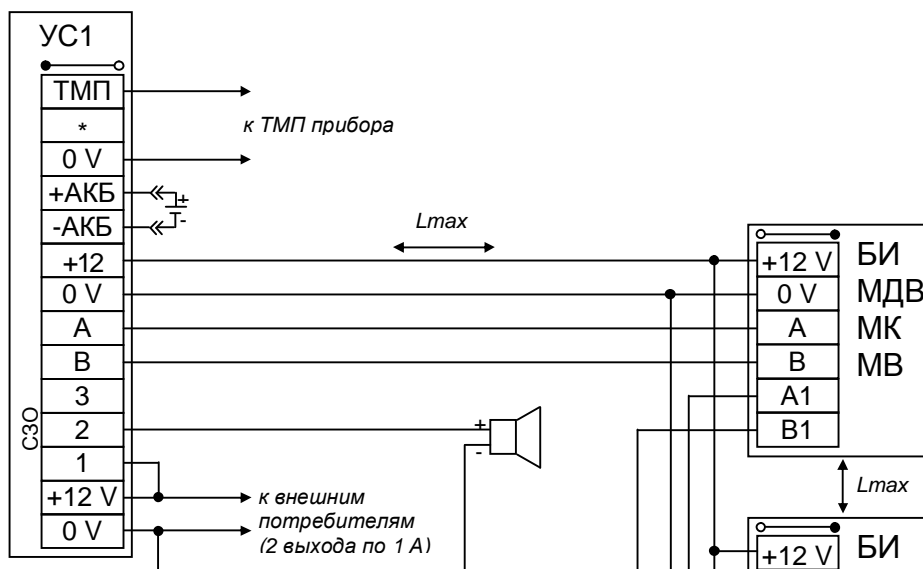 УС1
ТМП
*
0 V
+АКБ
-АКБ
+12
0 V
А
В
3
2
1
+12 V
0 V
СЗО
к ТМП прибора
+
-
Lmax
+
-
к внешним
потребителям
(2 выхода по 1 А)
+12 V
0 V
А
В
А1
В1
БИ
МДВ
МК
МВ
Lmax
+12 V
БИ